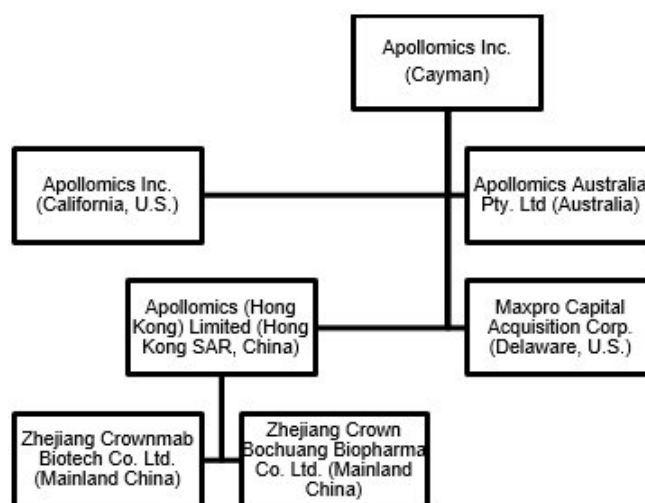 Apollomics Inc.
(Cayman)
Apollomics Inc.
(California, U.S.)
Apollomics Australia
Pty. Ltd (Australia)
Apollomics (Hong
Kong) Limited (Hong
Kong SAR, China)
Maxpro Capital
Acquisition Corp.
(Delaware, U.S.)
Zhejiang Crownmab
Biotech Co. Ltd.
(Mainland China)
Zhejiang Crown
Bochuang Biopharma
Co. Ltd. (Mainland
China)